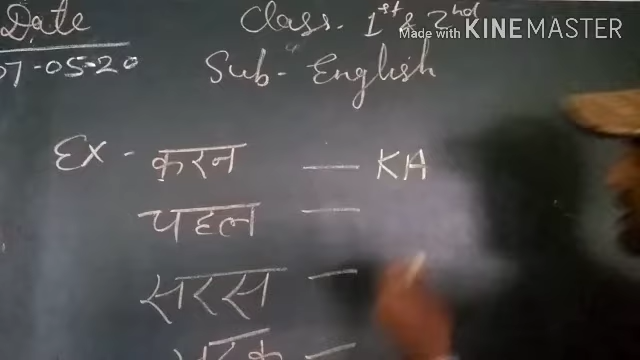 Date Class. 1st & 2nd
Made with KINEMASTER
07-05-20 Sub- English
Ex - करन — KA
पहल —
सरस —